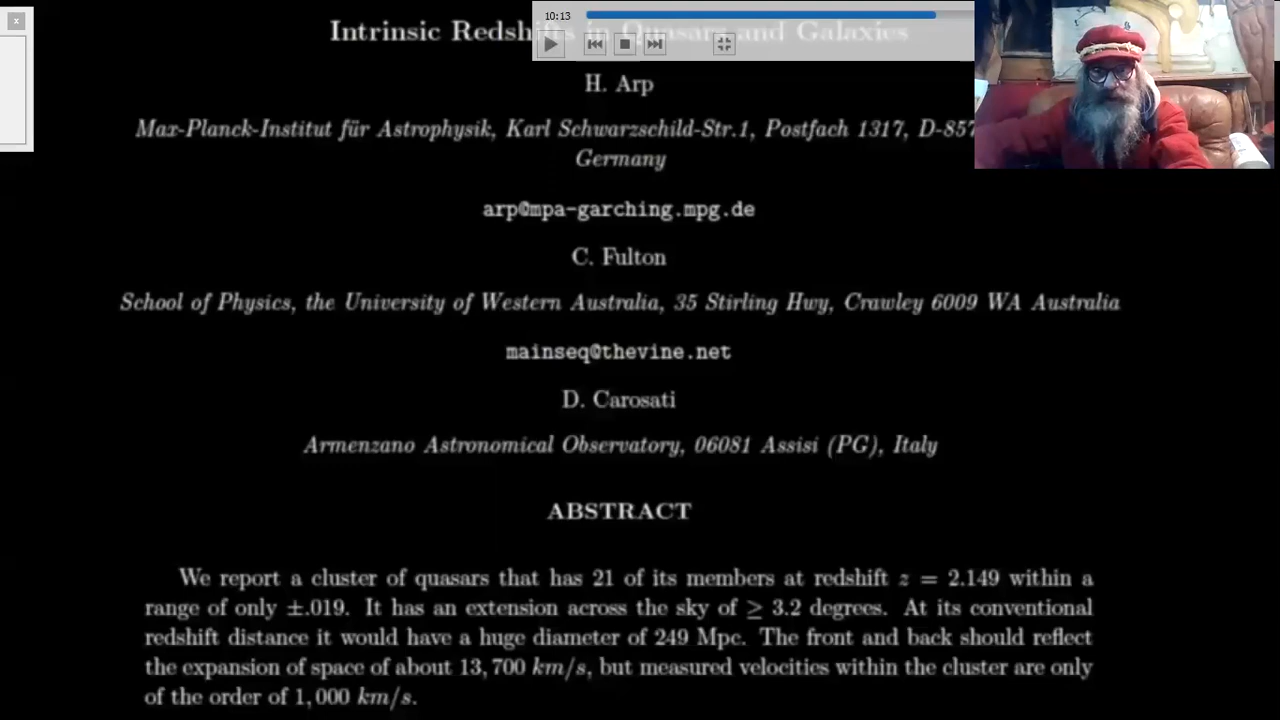 10:13
Intrinsic Redshifts in Quasars and Galaxies
H. Arp
Max-Planck-Institut für Astrophysik, Karl Schwarzschild-Str.1, Postfach 1317, D-857
Germany
arp@mpa-garching.mpg.de
C. Fulton
School of Physics, the University of Western Australia, 35 Stirling Hwy, Crawley 6009 WA Australia
mainseq@thevine.net
D. Carosati
Armenzano Astronomical Observatory, 06081 Assisi (PG), Italy
ABSTRACT
We report a cluster of quasars that has 21 of its members at redshift z = 2.149 within a
range of only ±.019. It has an extension across the sky of ≥ 3.2 degrees. At its conventional
redshift distance it would have a huge diameter of 249 Mpc. The front and back should reflect
the expansion of space of about 13,700 km/s, but measured velocities within the cluster are only
of the order of 1,000 km/s.